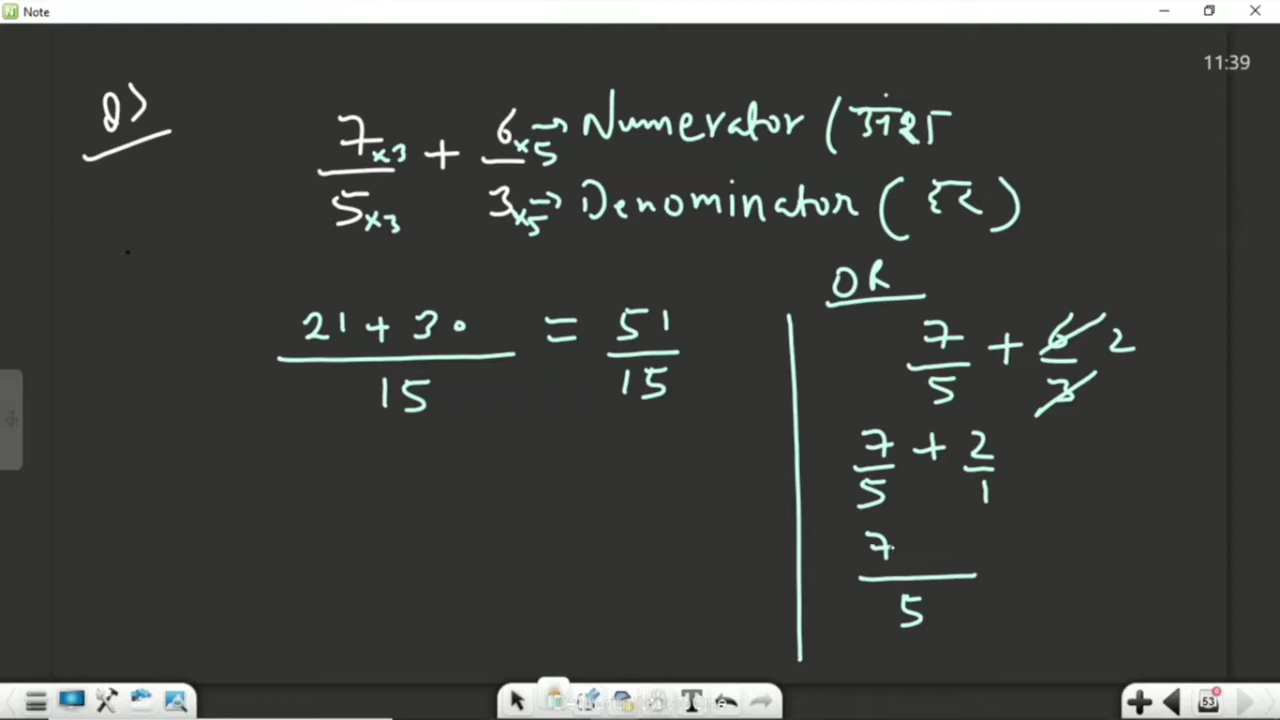 Note
11:39
Q>
7×3/5×3 + 6×5/3×5
→ Numerator (अंश
→ Denominator (हर)
21 + 30/15 = 51/15
OR
7/5 + 6/3 2
7/5 + 2/1
7/5
53